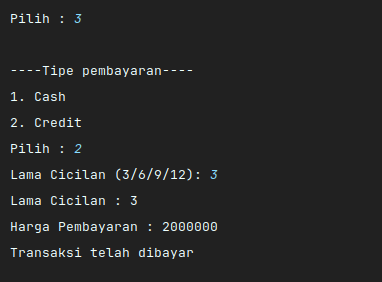 Pilih : 3
----Tipe pembayaran----
1. Cash
2. Credit
Pilih : 2
Lama Cicilan (3/6/9/12): 3
Lama Cicilan : 3
Harga Pembayaran : 2000000
Transaksi telah dibayar